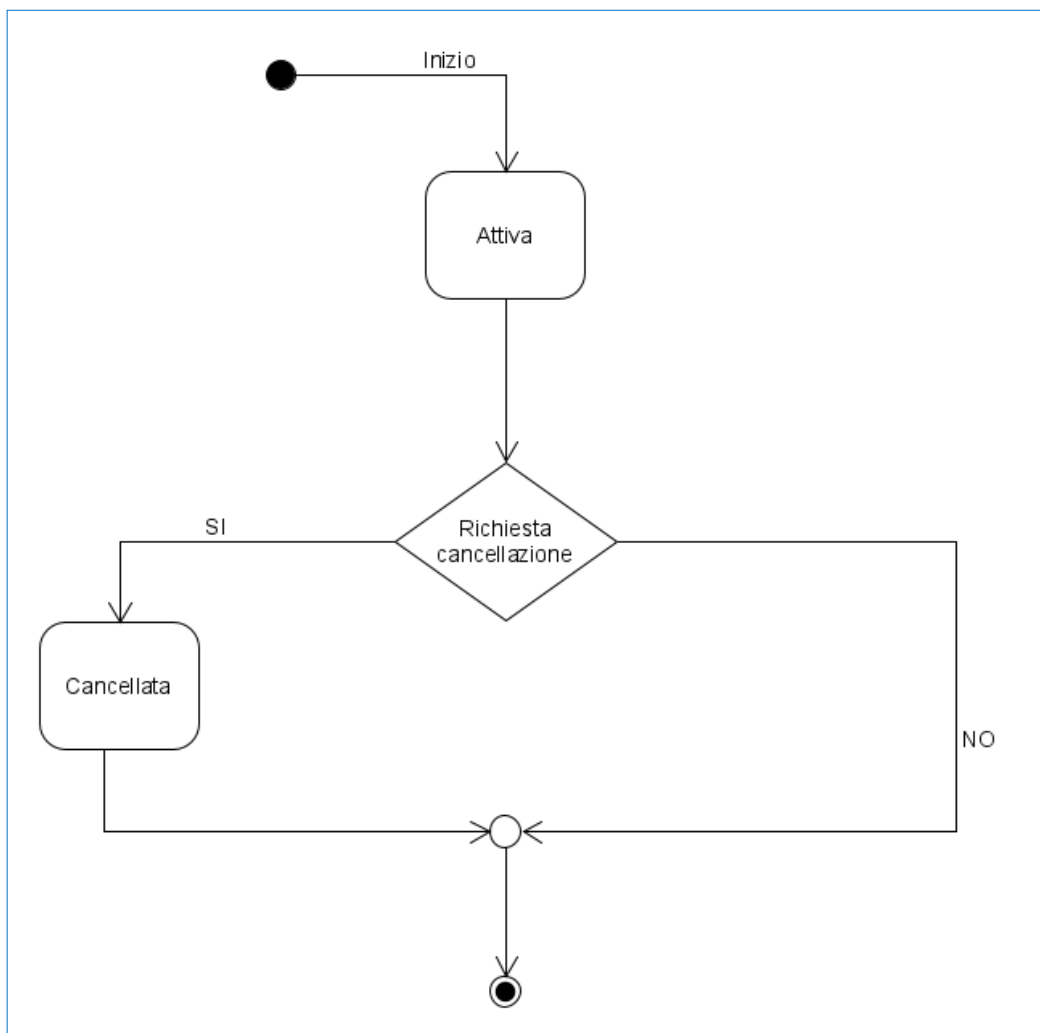 Inizio
Attiva
Richiesta
cancellazione
SI
Cancellata
NO